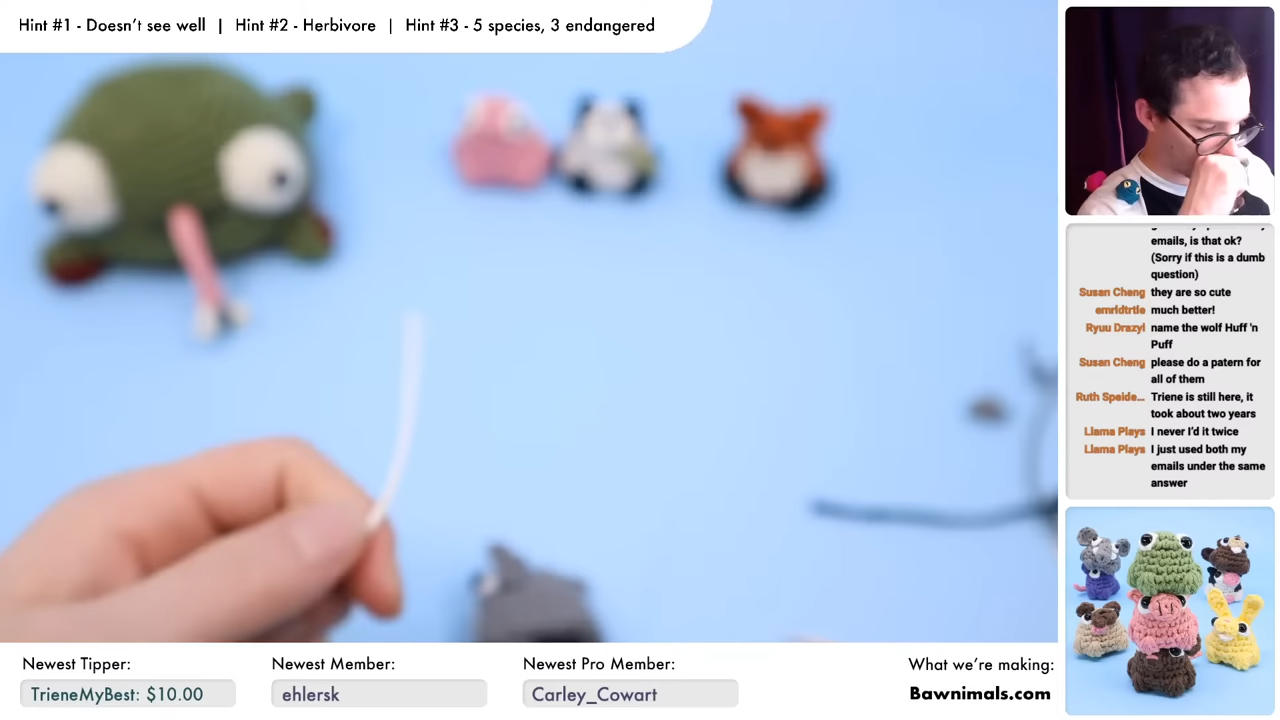 Hint #1 - Doesn't see well | Hint #2 - Herbivore | Hint #3 - 5 species, 3 endangered
emails, is that ok?
(Sorry if this is a dumb
question)
Susan Cheng they are so cute
emrldtrtle much better!
Ryuu Drazyl name the wolf Huff 'n
Puff
Susan Cheng please do a patern for
all of them
Ruth Speide... Triene is still here, it
took about two years
Llama Plays I never I'd it twice
Llama Plays I just used both my
emails under the same
answer
Newest Tipper:
TrieneMyBest: $10.00
Newest Member:
ehlersk
Newest Pro Member:
Carley_Cowart
What we're making:
Bawnimals.com